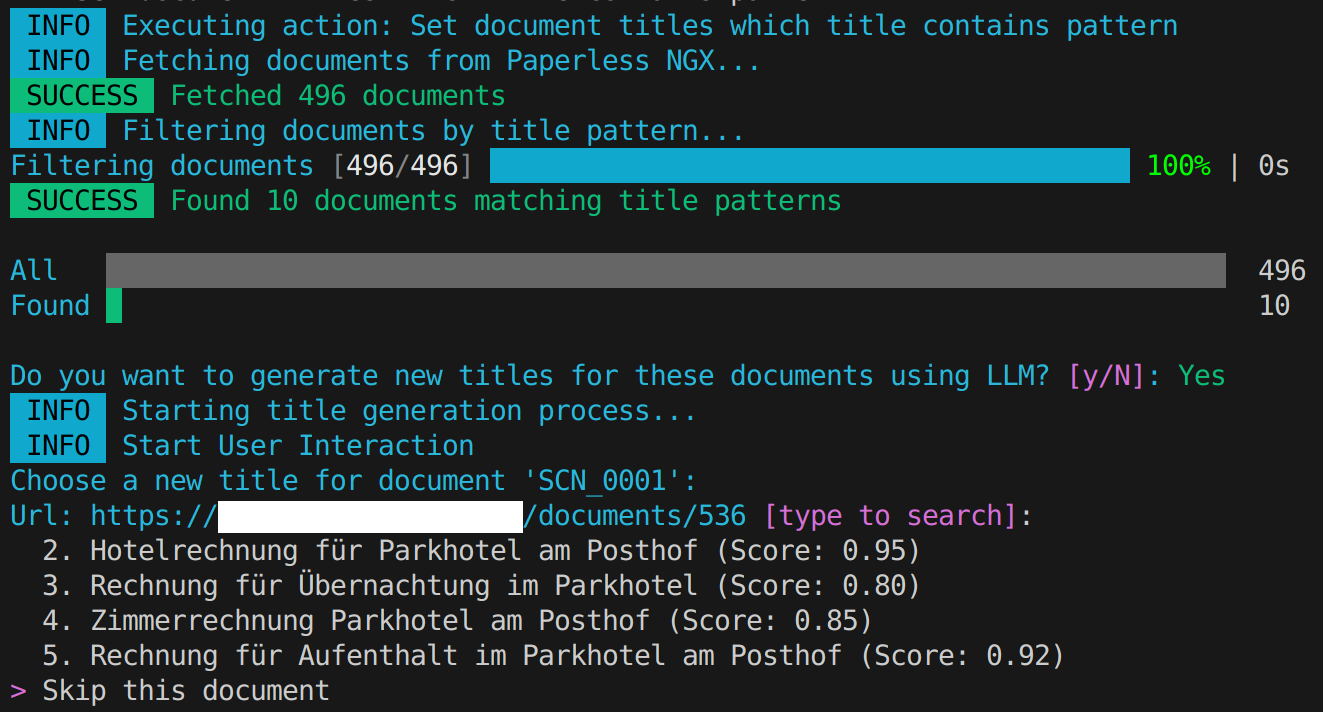 INFO Executing action: Set document titles which title contains pattern
INFO Fetching documents from Paperless NGX...
SUCCESS Fetched 496 documents
INFO Filtering documents by title pattern...
Filtering documents [496/496] 100% | 0s
SUCCESS Found 10 documents matching title patterns
All 496
Found 10
Do you want to generate new titles for these documents using LLM? [y/N]: Yes
INFO Starting title generation process...
INFO Start User Interaction
Choose a new title for document 'SCN_0001':
Url: https:///documents/536 [type to search]:
2. Hotelrechnung für Parkhotel am Posthof (Score: 0.95)
3. Rechnung für Übernachtung im Parkhotel (Score: 0.80)
4. Zimmerrechnung Parkhotel am Posthof (Score: 0.85)
5. Rechnung für Aufenthalt im Parkhotel am Posthof (Score: 0.92)
> Skip this document